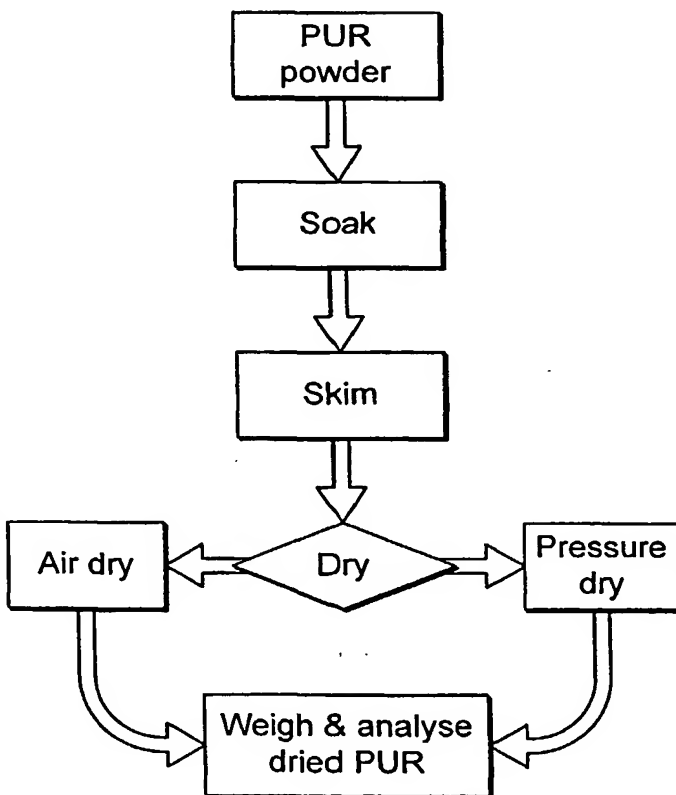 PUR
powder
Soak
Skim
Air dry
Dry
Pressure
dry
Weigh & analyse
dried PUR